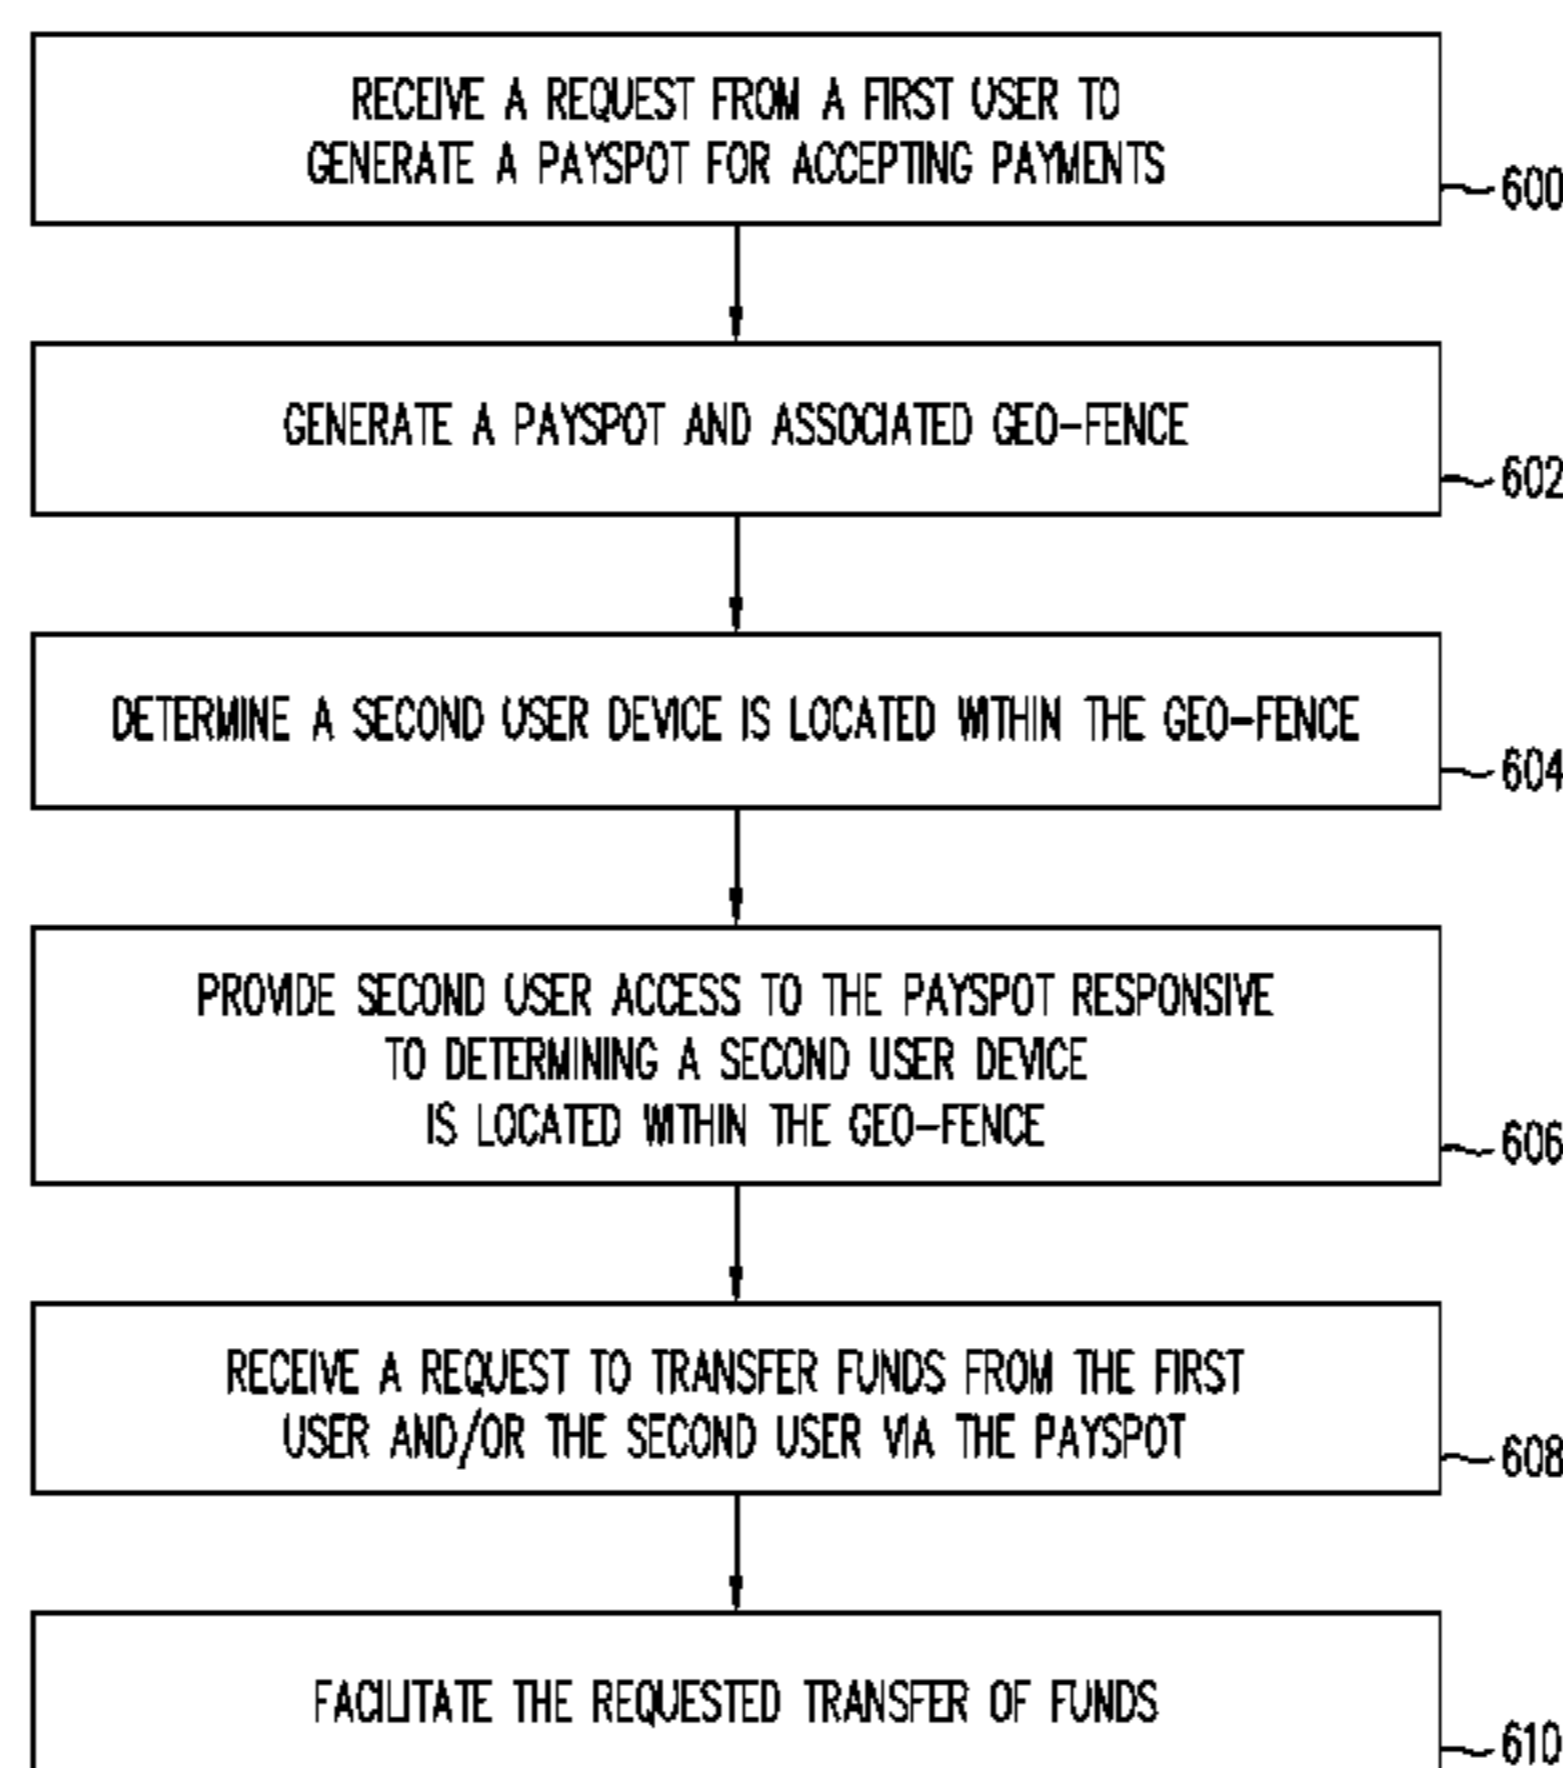 RECEIVE A REQUEST FROM A FIRST USER TO
GENERATE A PAYSPOT FOR ACCEPTING PAYMENTS
600
GENERATE A PAYSPOT AND ASSOCIATED GEO-FENCE
602
DETERMINE A SECOND USER DEVICE IS LOCATED WITHIN THE GEO-FENCE
604
PROVIDE SECOND USER ACCESS TO THE PAYSPOT RESPONSIVE
TO DETERMINING A SECOND USER DEVICE
IS LOCATED WITHIN THE GEO-FENCE
606
RECEIVE A REQUEST TO TRANSFER FUNDS FROM THE FIRST
USER AND/OR THE SECOND USER VIA THE PAYSPOT
608
FACILITATE THE REQUESTED TRANSFER OF FUNDS
610